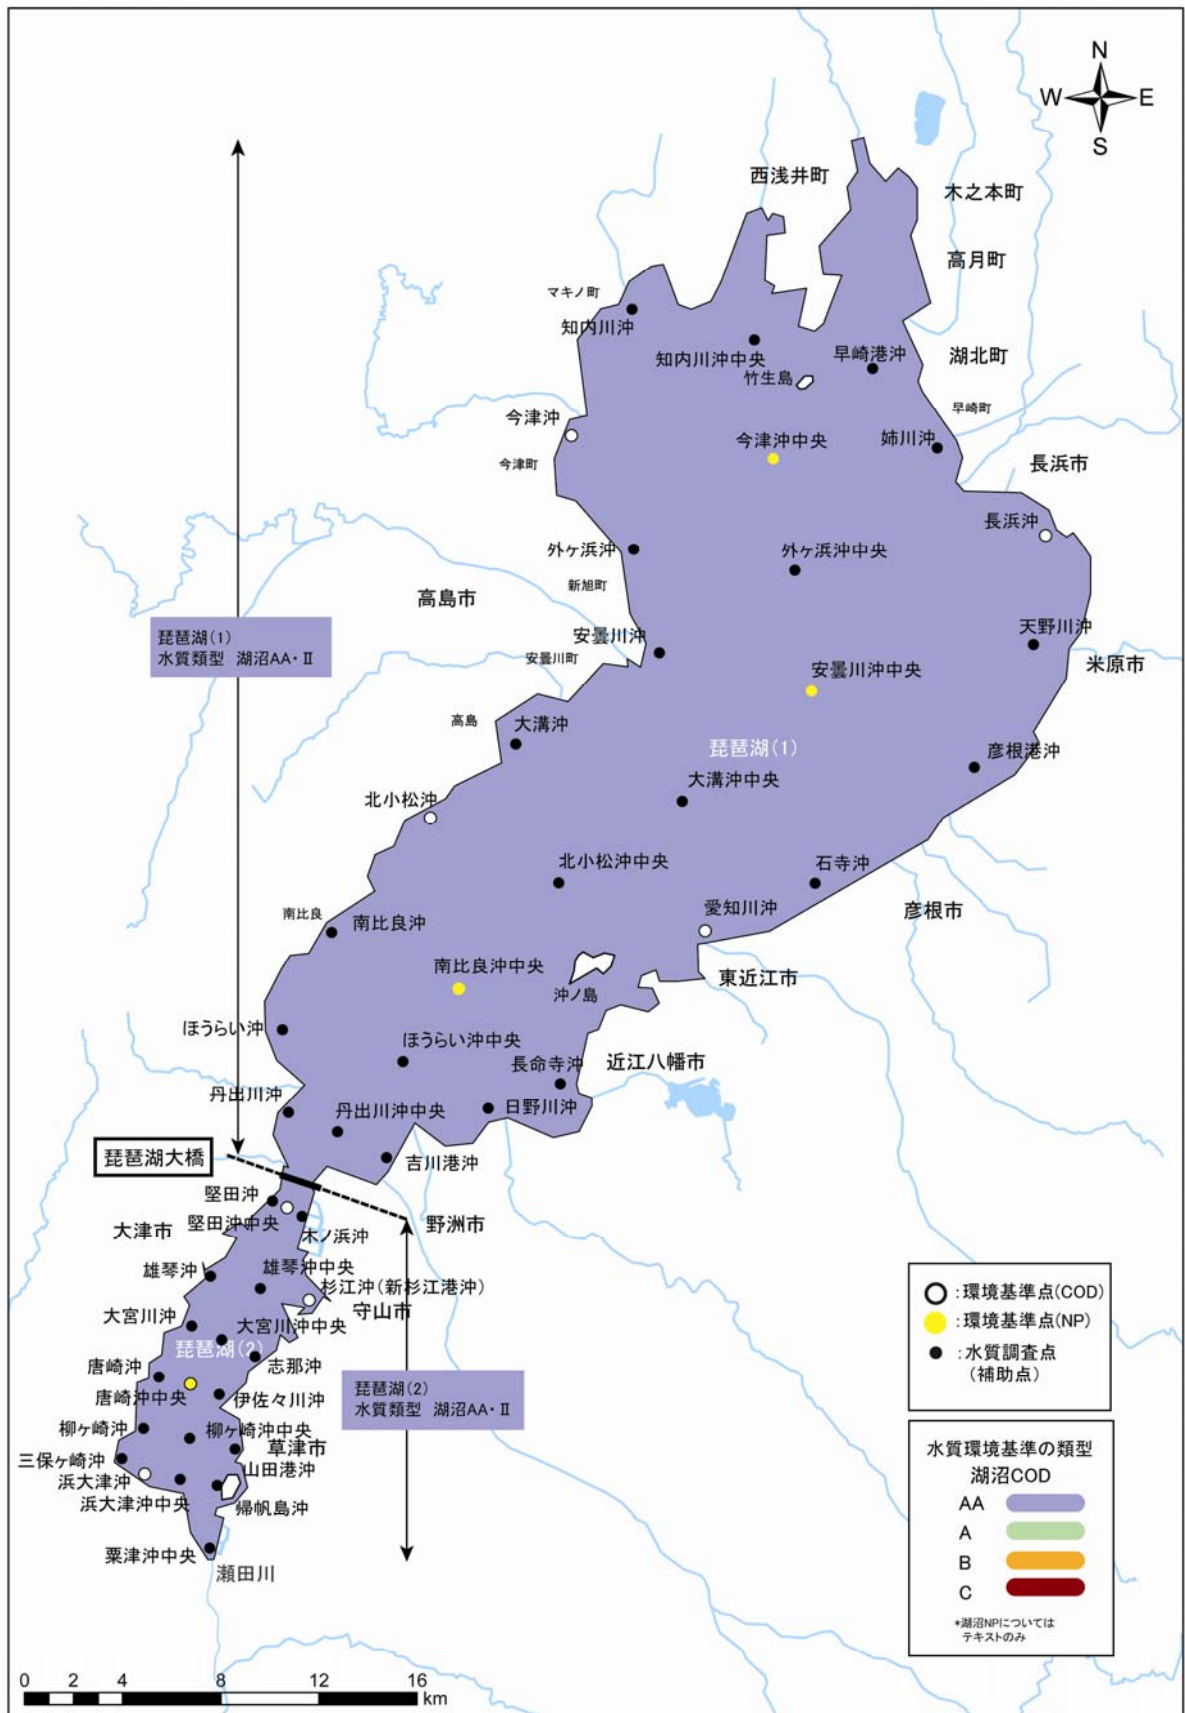 N
W
E
S
西浅井町
木之本町
高月町
マキノ町
知内川沖
知内川沖中央
早崎港沖
湖北町
竹生島
早崎町
今津沖
今津沖中央
姉川沖
今津町
長浜市
長浜沖
外ヶ浜沖
外ヶ浜沖中央
新旭町
高島市
琵琶湖(1)
水質類型 湖沼AA・Ⅱ
安曇川沖
天野川沖
安曇川町
安曇川沖中央
米原市
高島
大溝沖
琵琶湖(1)
彦根港沖
大溝沖中央
北小松沖
北小松沖中央
石寺沖
愛知川沖
彦根市
南比良
南比良沖
南比良沖中央
沖ノ島
東近江市
ほうらい沖
ほうらい沖中央
長命寺沖
近江八幡市
丹出川沖
丹出川沖中央
日野川沖
琵琶湖大橋
吉川港沖
堅田沖
大津市
堅田沖中央
木ノ浜沖
野洲市
雄琴沖
雄琴沖中央
杉江沖(新杉江港沖)
守山市
大宮川沖
大宮川沖中央
琵琶湖(2)
唐崎沖
志那沖
唐崎沖中央
伊佐々川沖
琵琶湖(2)
水質類型 湖沼AA・Ⅱ
柳ヶ崎沖
柳ヶ崎沖中央
草津市
三保ヶ崎沖
山田港沖
浜大津沖
浜大津沖中央
帰帆島沖
粟津沖中央
瀬田川
:環境基準点(COD)
:環境基準点(NP)
:水質調査点
(補助点)
水質環境基準の類型
湖沼COD
AA
A
B
C
*湖沼NPについては
テキストのみ
0 2 4 8 12 16
km